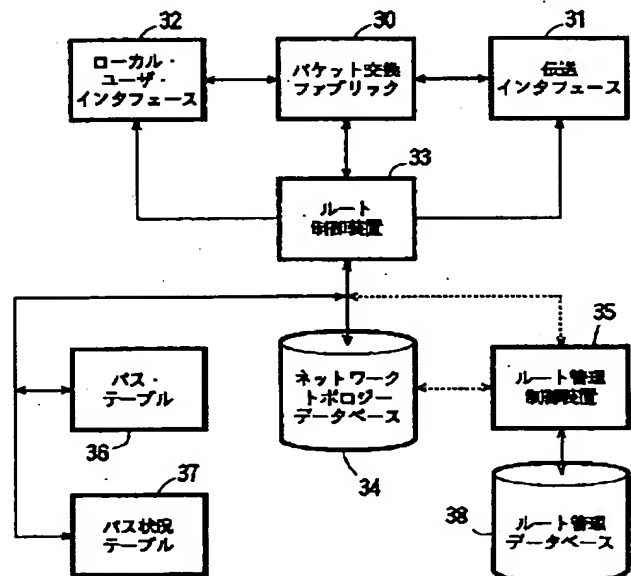 32
ローカル・
ユーザ・
インタフェース
30
パケット交換
ファブリック
31
伝送
インタフェース
33
ルート
制御装置
パス・
テーブル
36
ネットワーク
トポロジー
データベース
34
35
ルート管理
制御装置
37
パス状況
テーブル
38
ルート管理
データベース